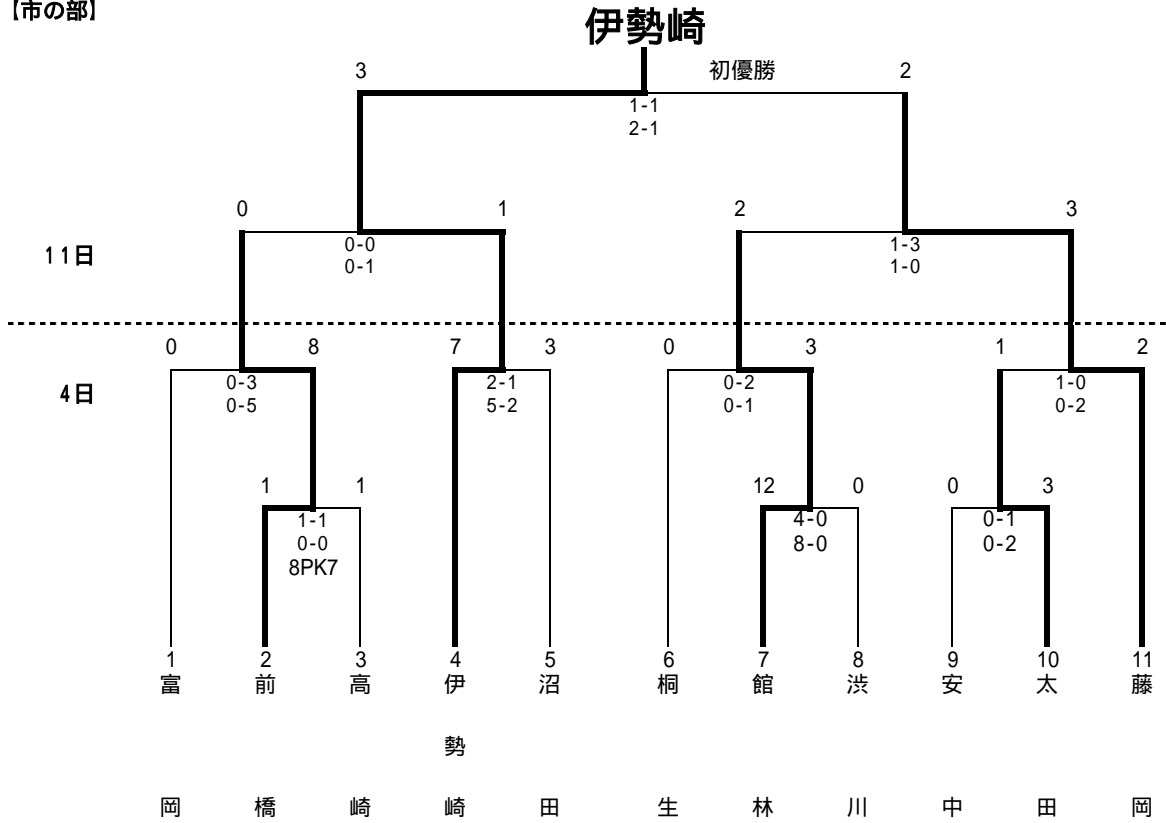 【市の部】
伊勢崎
3 初優勝 2
1-1
2-1
0 1 2 3
11日 0-0 1-3
0-1 1-0
0 8 7 3 0 3 1 2
4日 0-3 2-1 0-2 1-0
0-5 5-2 0-1 0-2
1 1 12 0 0 3
1-1 4-0 0-1
0-0 8-0 0-2
8PK7
1 2 3 4 5 6 7 8 9 10 11
富岡 前橋 高崎 伊勢崎 沼田 桐生 館林 渋川 安中 太田 藤岡